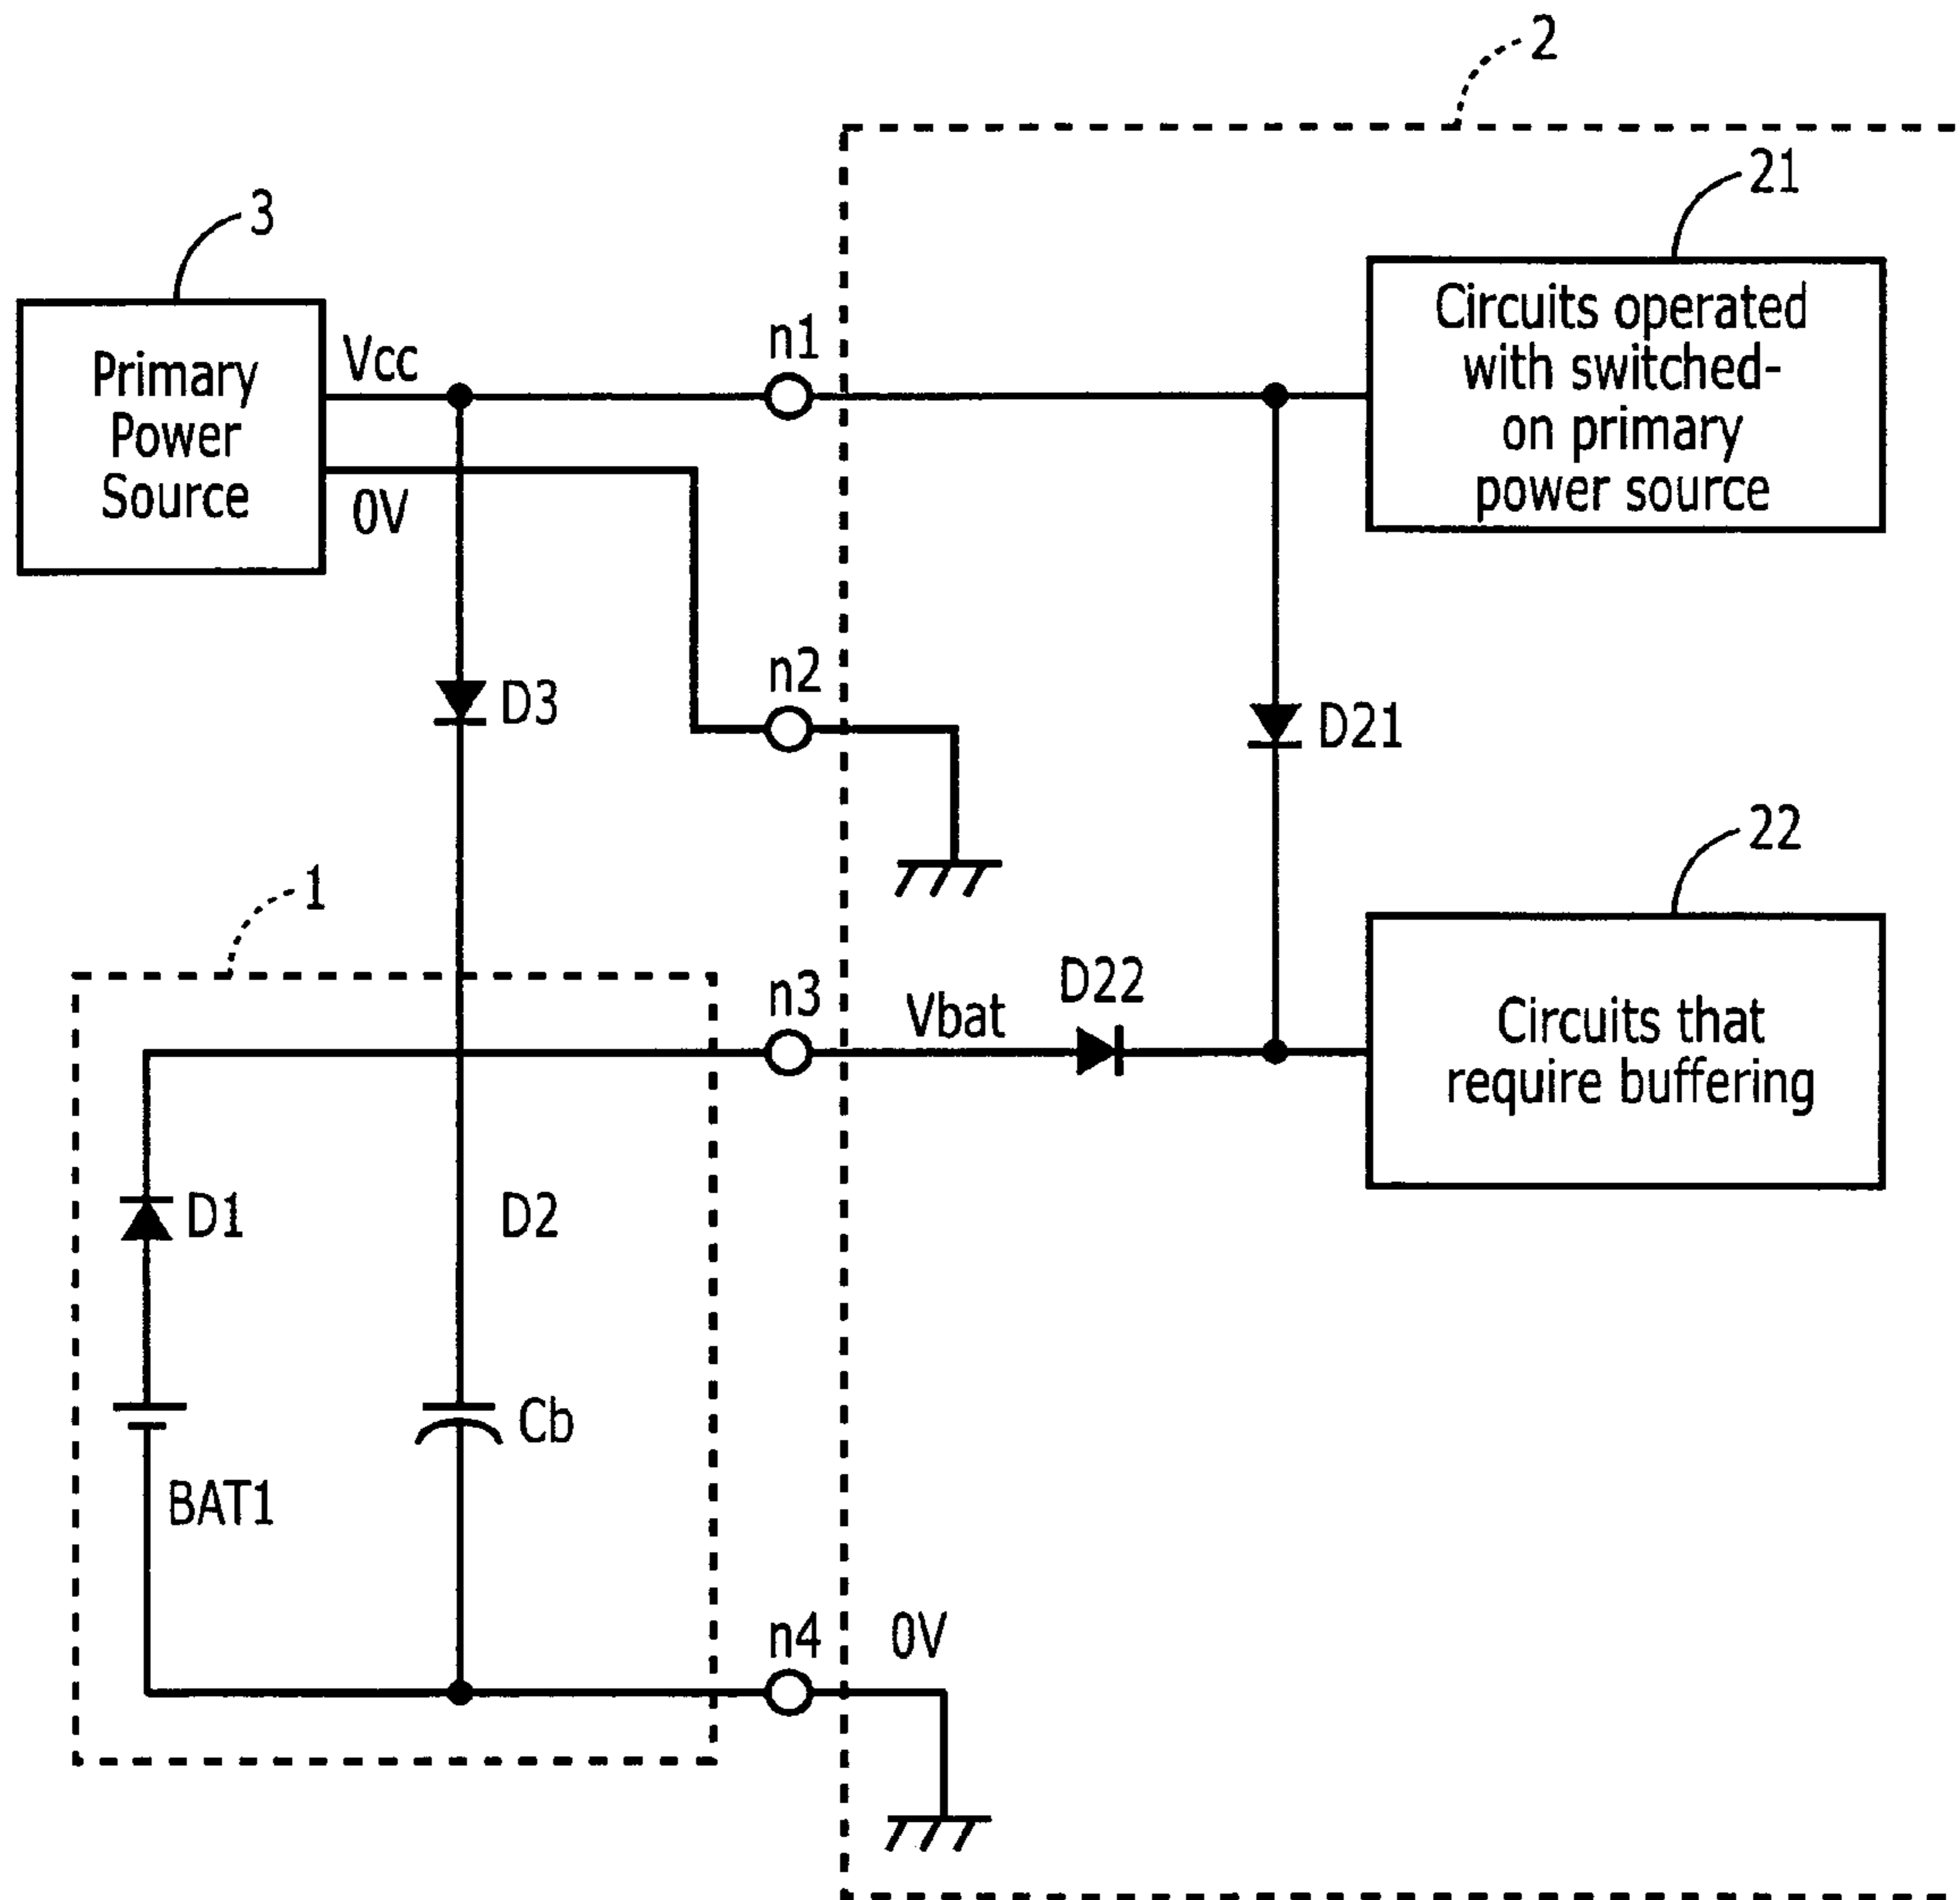 2
21
3
Primary
Power
Source
Vcc
0V
n1
Circuits operated
with switched-
on primary
power source
n2
D3
D21
22
1
n3
Vbat
D22
Circuits that
require buffering
D1
D2
Cb
BAT1
n4
0V